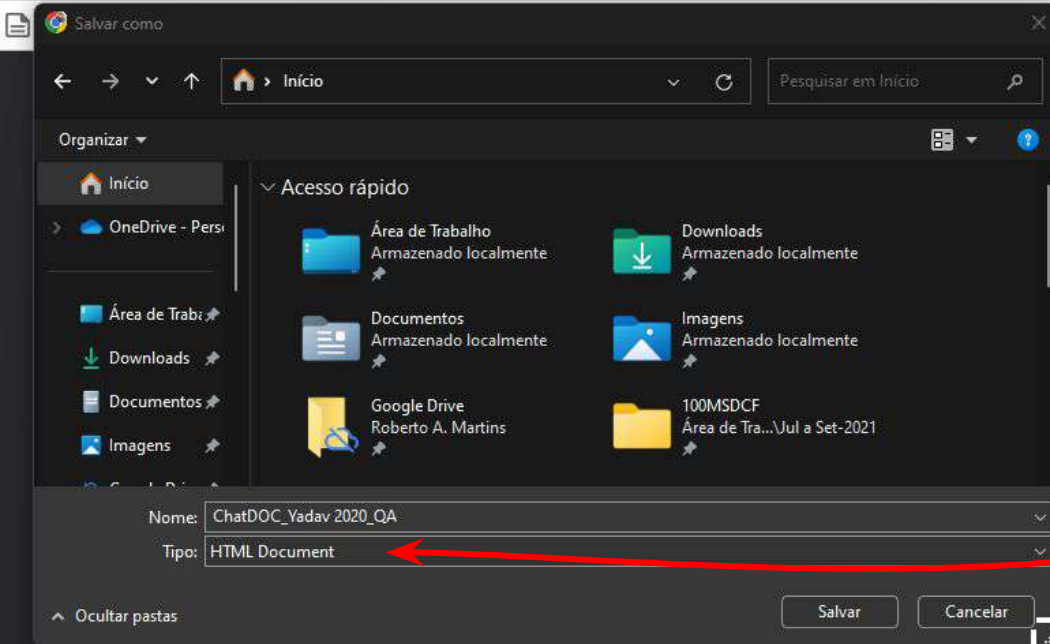 Salvar como
Início
Pesquisar em Início
Organizar
Início
OneDrive - Perso
Área de Traba
Downloads
Documentos
Imagens
Acesso rápido
Área de Trabalho
Armazenado localmente
Downloads
Armazenado localmente
Documentos
Armazenado localmente
Imagens
Armazenado localmente
Google Drive
Roberto A. Martins
100MSDCF
Área de Tra...\Jul a Set-2021
Nome: ChatDOC_Yadav 2020_QA
Tipo: HTML Document
Ocultar pastas
Salvar
Cancelar